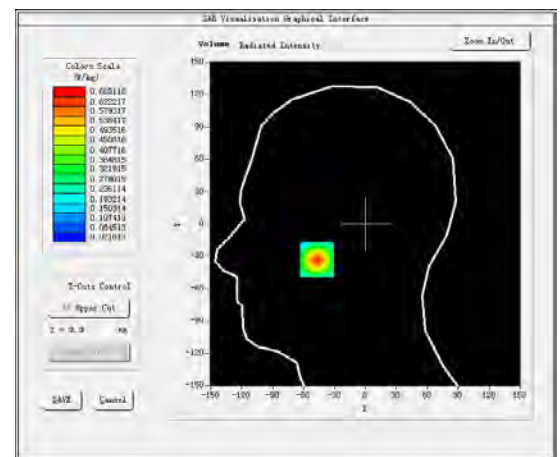 SAR Visualisation Graphical Interface
Volume Radiated Intensity
Zoom In/Out
Colors Scale
(W/kg)
0.622217
0.579317
0.536417
0.493516
0.450616
0.407716
0.364815
0.321915
0.279015
0.236114
0.193214
0.150314
0.107413
0.064513
0.021613
150
120
90
60
30
0
-30
-60
-90
-120
-150
Y
-150 -120 -90 -60 -30 0 30 60 90 120 150
X
Z-Cuts Control
Upper Cut
mm
SAVE
Cancel